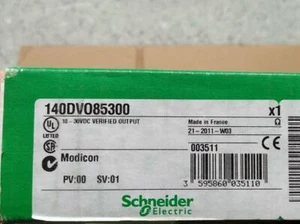 140DVO85300 x1
10 - 30VDC VERIFIED OUTPUT
Made in France
21-2011-W03
003511
LISTED
Modicon
PV:00 SV:01
3 595860 035110
Schneider
Electric